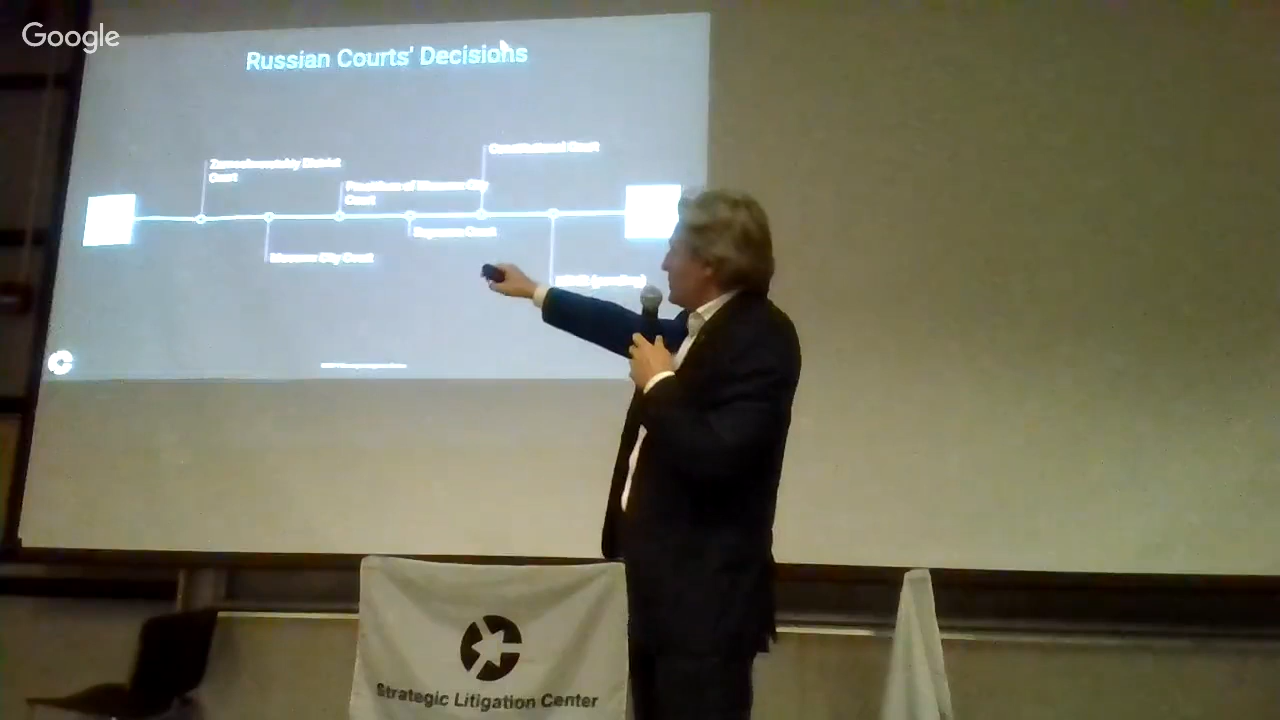 Google
Russian Courts' Decisions
Constitutional Court
Zamoskvoretsky District
Court
Presidium of Moscow City
Court
Supreme Court
Moscow City Court
(pending)
Strategic Litigation Center